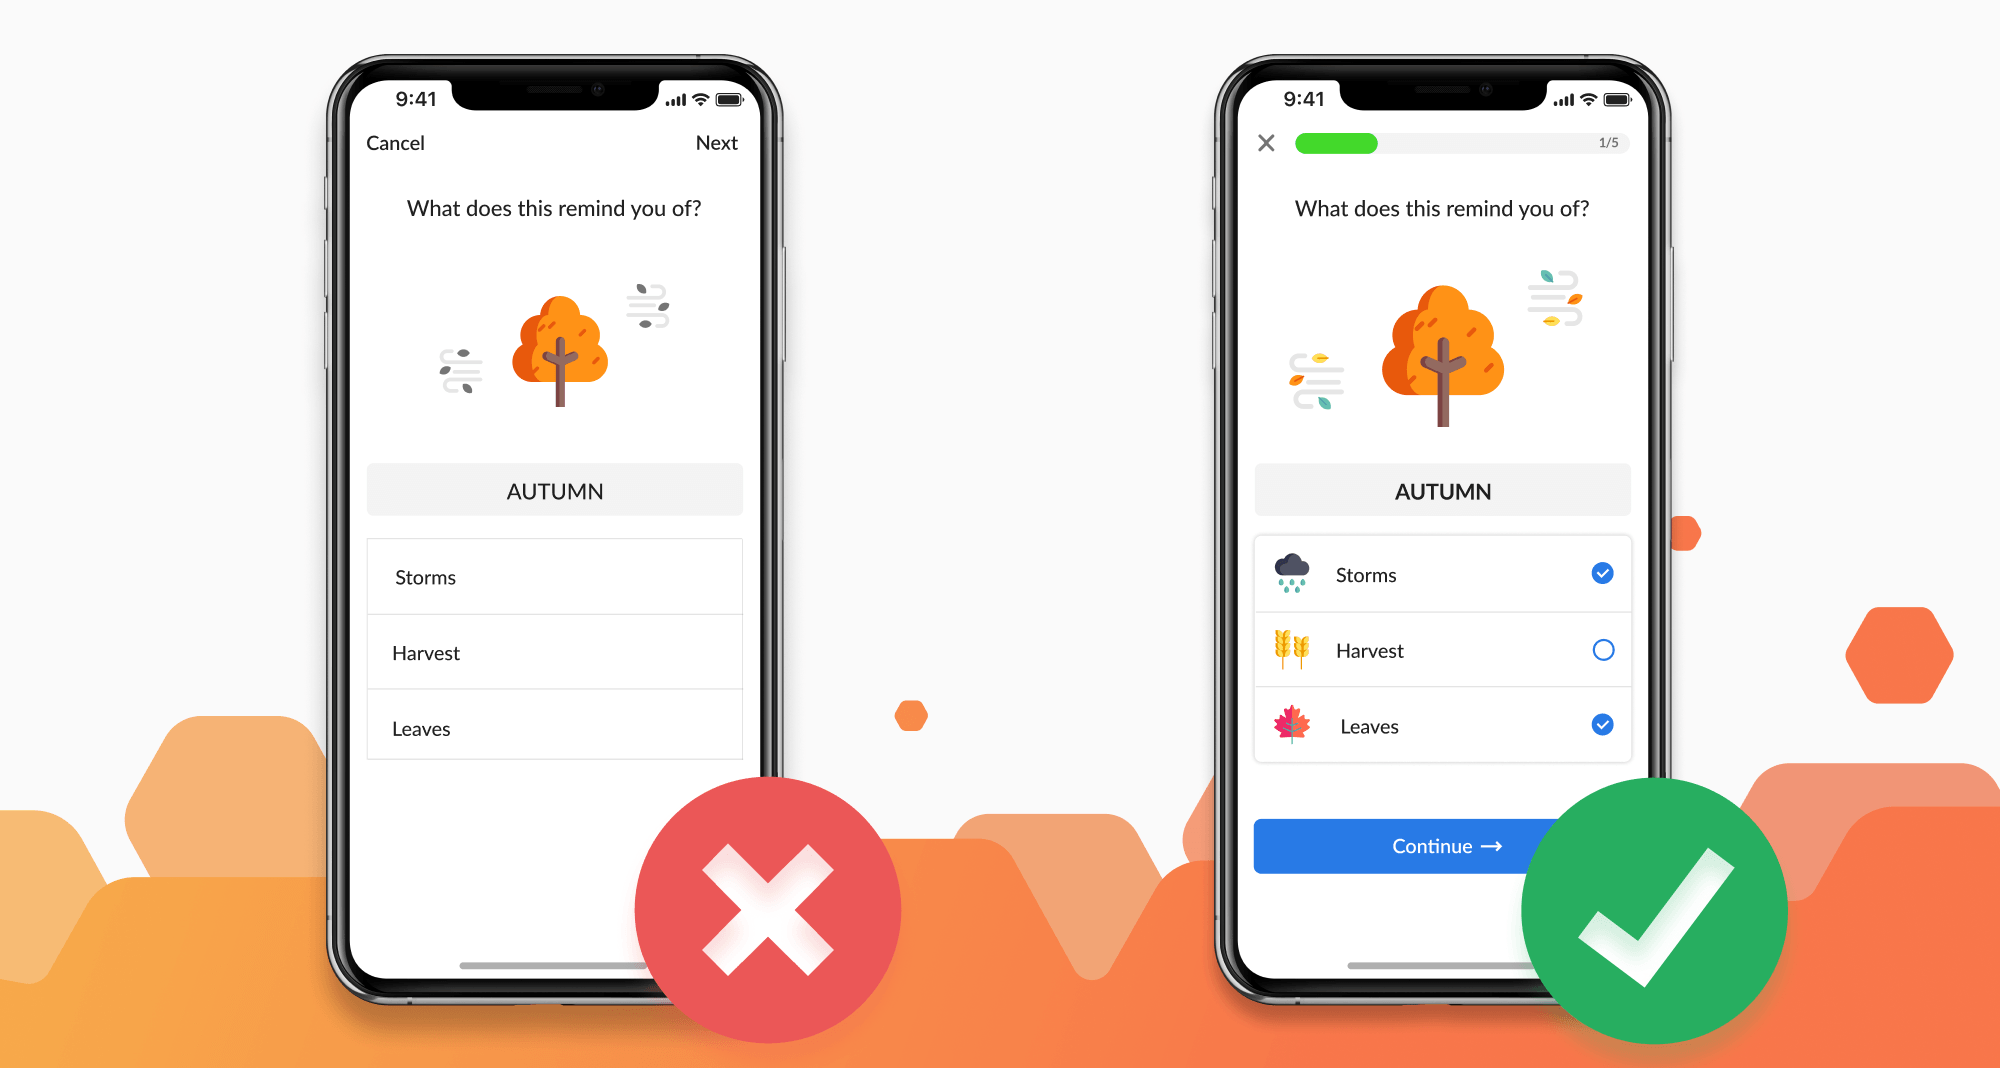 9:41
Cancel
Next
What does this remind you of?
AUTUMN
Storms
Harvest
Leaves
9:41
1/5
What does this remind you of?
AUTUMN
Storms
Harvest
Leaves
Continue →